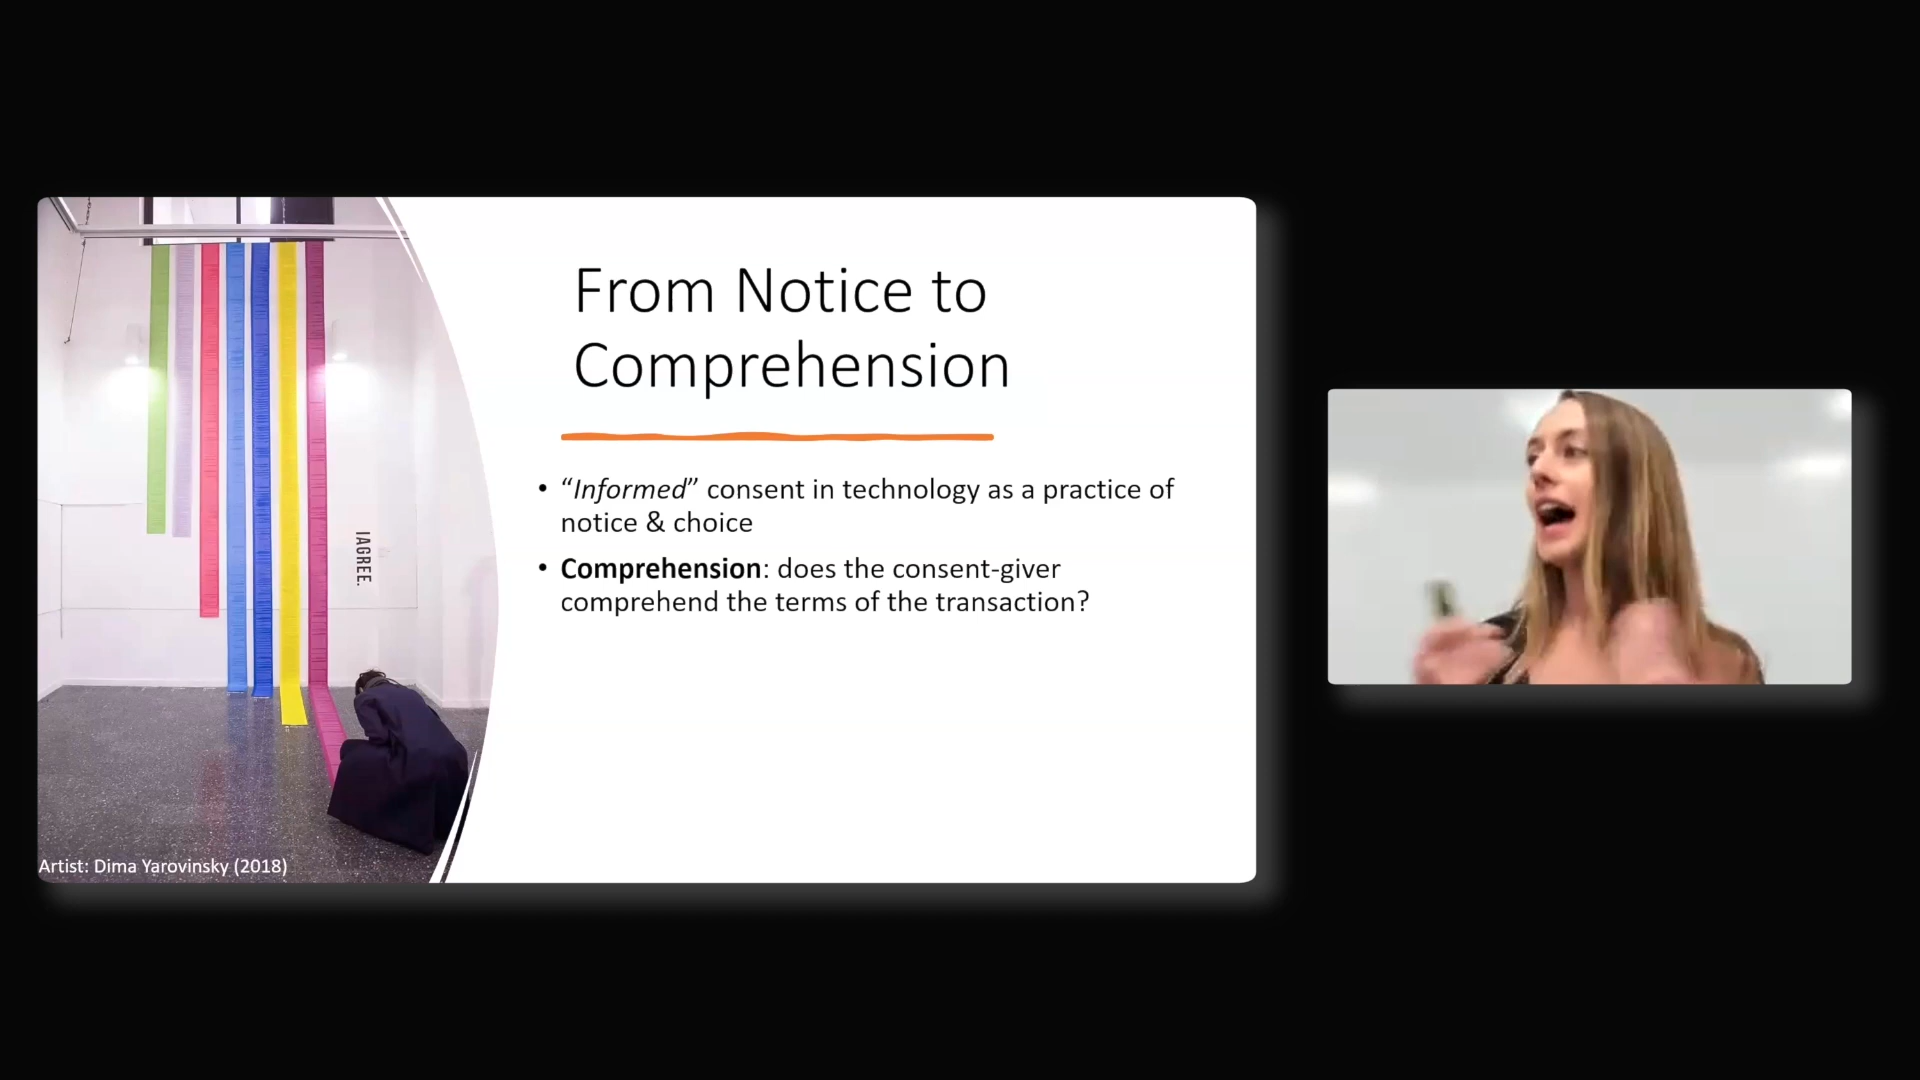 From Notice to
Comprehension
• “Informed” consent in technology as a practice of
notice & choice
• Comprehension: does the consent-giver
comprehend the terms of the transaction?
IAGREE.
Artist: Dima Yarovinsky (2018)